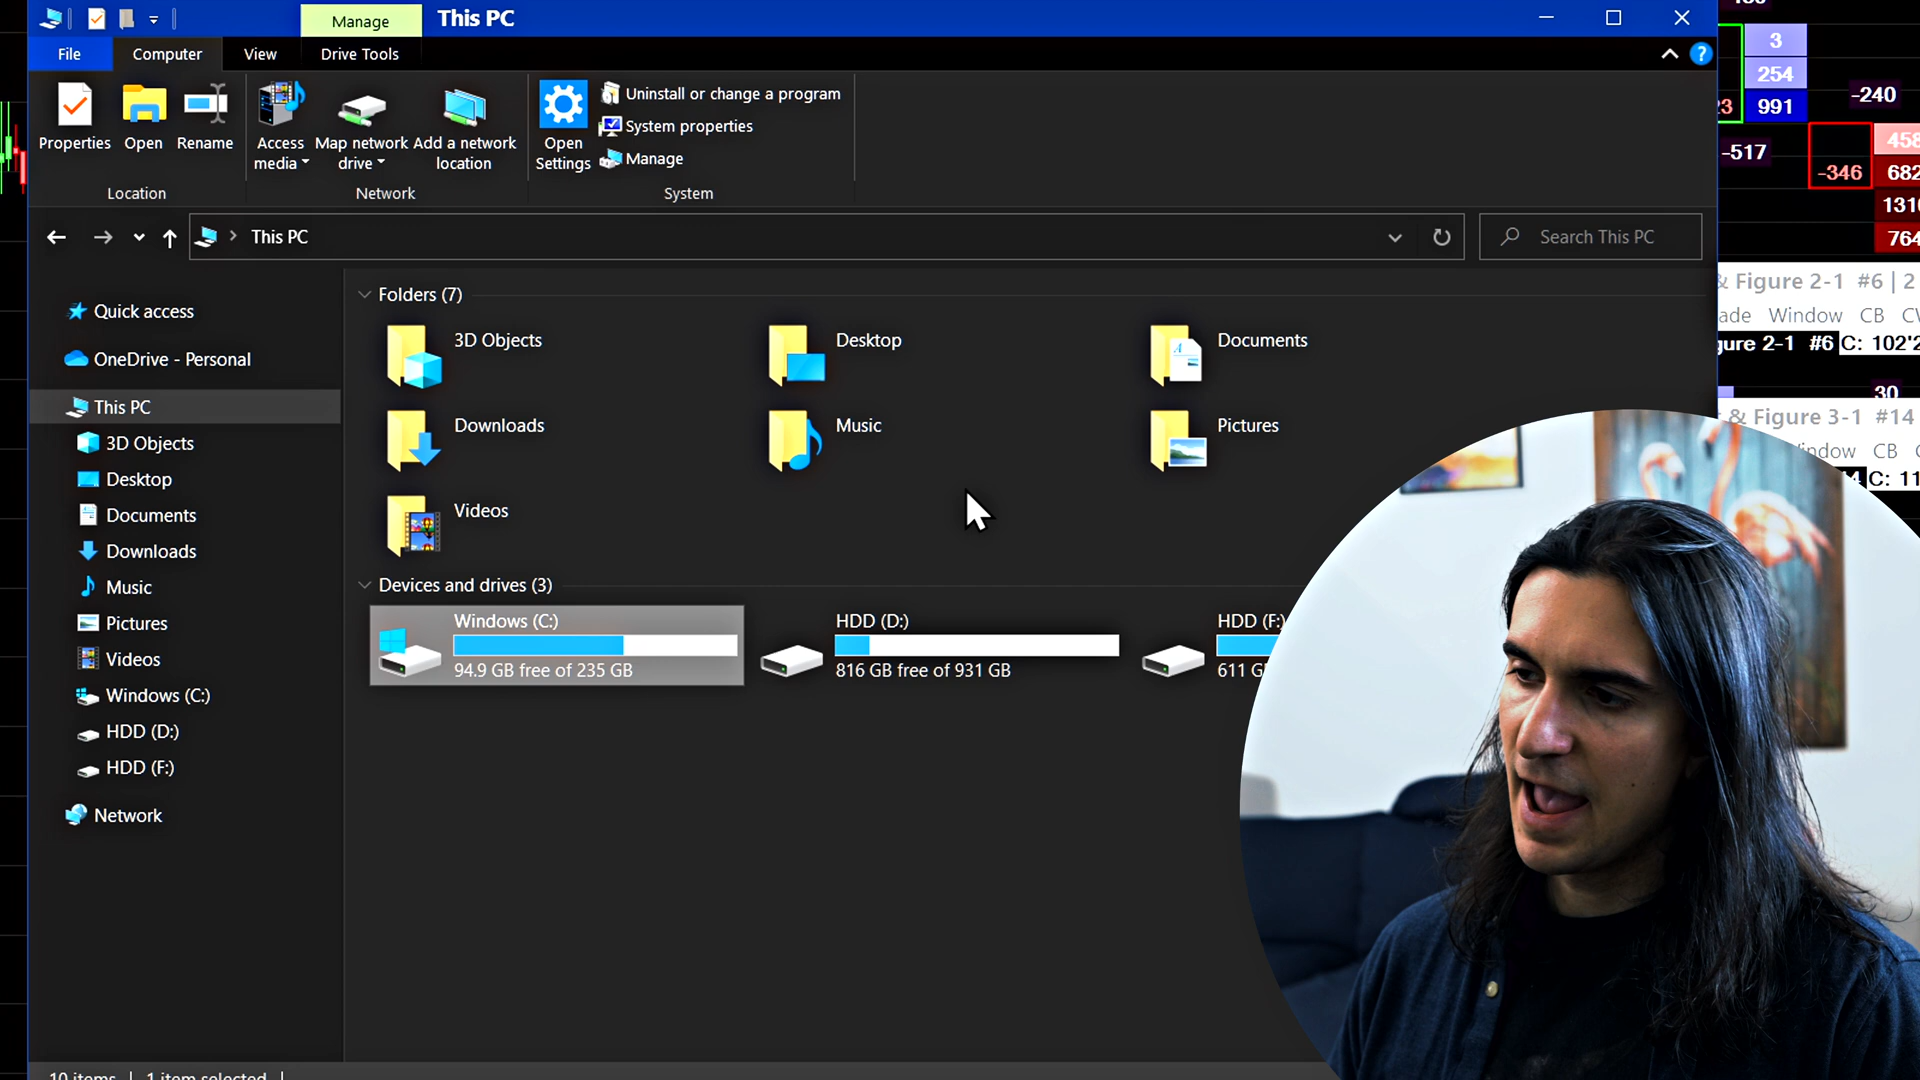 Manage
This PC
File
Computer
View
Drive Tools
Properties
Open
Rename
Access media
Map network drive
Add a network location
Open Settings
Uninstall or change a program
System properties
Manage
Location
Network
System
This PC
Search This PC
Quick access
OneDrive - Personal
This PC
3D Objects
Desktop
Documents
Downloads
Music
Pictures
Videos
Windows (C:)
HDD (D:)
HDD (F:)
Network
Folders (7)
3D Objects
Desktop
Documents
Downloads
Music
Pictures
Videos
Devices and drives (3)
Windows (C:)
94.9 GB free of 235 GB
HDD (D:)
816 GB free of 931 GB
HDD (F:)
611 G
10 items
1 item selected
3
254
-240
991
-517
458
-346
682
764
& Figure 2-1 #6 | 2
Window CB
2-1 #6 C: 102'2
30
& Figure 3-1 #14
CB
C: 11